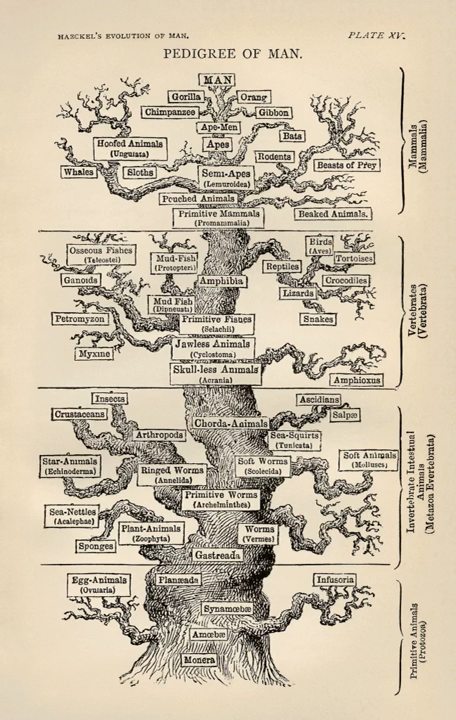 HAECKEL'S EVOLUTION OF MAN.
PLATE XV.
PEDIGREE OF MAN.
MAN
Gorilla
Orang
Chimpanzee
Gibbon
Ape-Men
Bats
Apes
Hoofed Animals
(Ungulata)
Rodents
Beasts of Prey
Whales
Sloths
Semi-Apes
(Lemuroidea)
Pouched Animals
Primitive Mammals
(Promammalia)
Beaked Animals.
Mammals
(Mammalia)
Osseous Fishes
(Teleostei)
Mud-Fish
(Protopteri)
Birds
(Aves)
Tortoises
Reptiles
Ganoids
Amphibia
Crocodiles
Lizards
Mud Fish
(Dipneusti)
Petromyzon
Primitive Fishes
(Selachii)
Snakes
Jawless Animals
(Cyclostoma)
Myxine
Skull-less Animals
(Acrania)
Amphioxus
Vertebrates
(Vertebrata)
Insects
Ascidians
Crustaceans
Salpæ
Chorda-Animals
Arthropods
Sea-Squirts
(Tunicata)
Star-Animals
(Echinoderma)
Ringed Worms
(Annelida)
Soft Worms
(Scolecida)
Soft Animals
(Molluscs)
Primitive Worms
(Archelminthes)
Sea-Nettles
(Acalephae)
Plant-Animals
(Zoophyta)
Worms
(Vermes)
Sponges
Gastreada
Invertebrate Intestinal
Animals
(Metazoa Evertebrata)
Egg-Animals
(Ovularia)
Planæada
Infusoria
Synamœbæ
Amœbæ
Monera
Primitive Animals
(Protozoa)